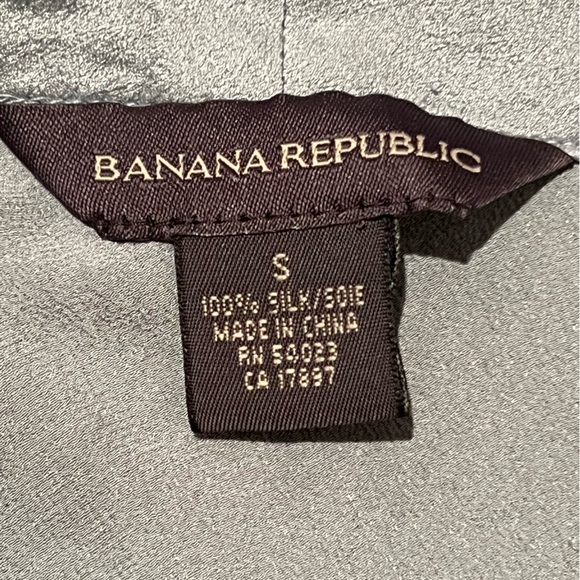 BANANA REPUBLIC
S
100% SILK/SOIE
MADE IN CHINA
RN 54023
CA 17897